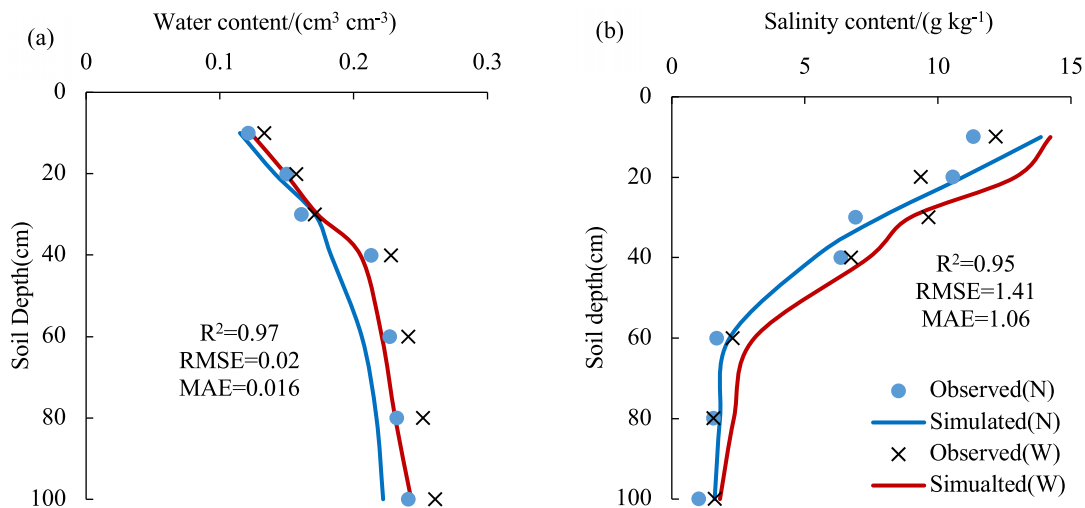 (a)
Water content/(cm³ cm⁻³)
0 0.1 0.2 0.3
0
20
40
60
80
100
Soil Depth(cm)
R²=0.97
RMSE=0.02
MAE=0.016
(b)
Salinity content/(g kg⁻¹)
0 5 10 15
0
20
40
60
80
100
Soil depth(cm)
R²=0.95
RMSE=1.41
MAE=1.06
Observed(N)
Simulated(N)
Observed(W)
Simualted(W)